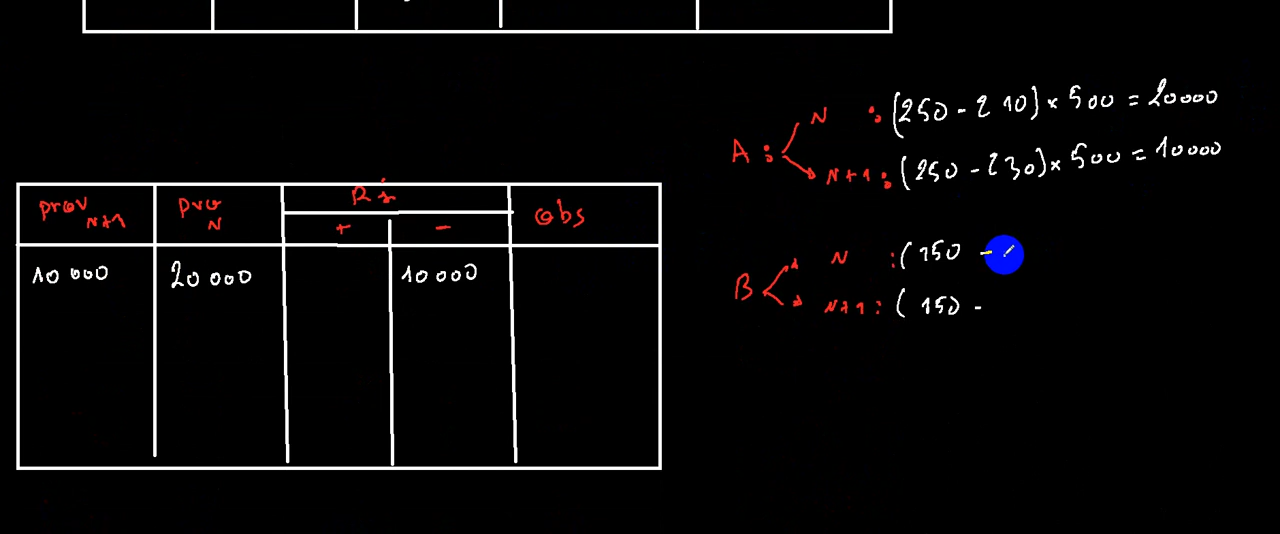 A : N : (250 - 210) × 500 = 20000
N+1 : (250 - 230) × 500 = 10000
prov N+1 prov N + - obs
10 000 20 000 10 000
B N : (150 -
N+1 : ( 150 -